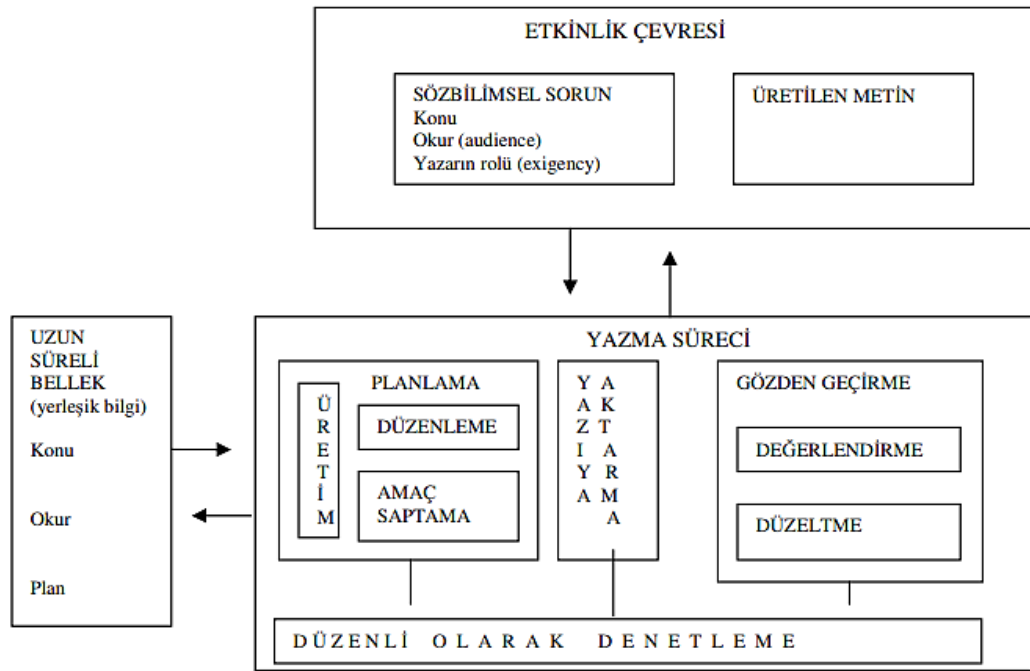 ETKİNLİK ÇEVRESİ
SÖZBİLİMSEL SORUN
Konu
Okur (audience)
Yazarın rolü (exigency)
ÜRETİLEN METİN
UZUN
SÜRELİ
BELLEK
(yerleşik bilgi)
Konu
Okur
Plan
YAZMA SÜRECİ
PLANLAMA
ÜRETİM
DÜZENLEME
AMAÇ
SAPTAMA
YAZIYA
AKTARMA
GÖZDEN GEÇİRME
DEĞERLENDİRME
DÜZELTME
DÜZENLİ OLARAK DENETLEME